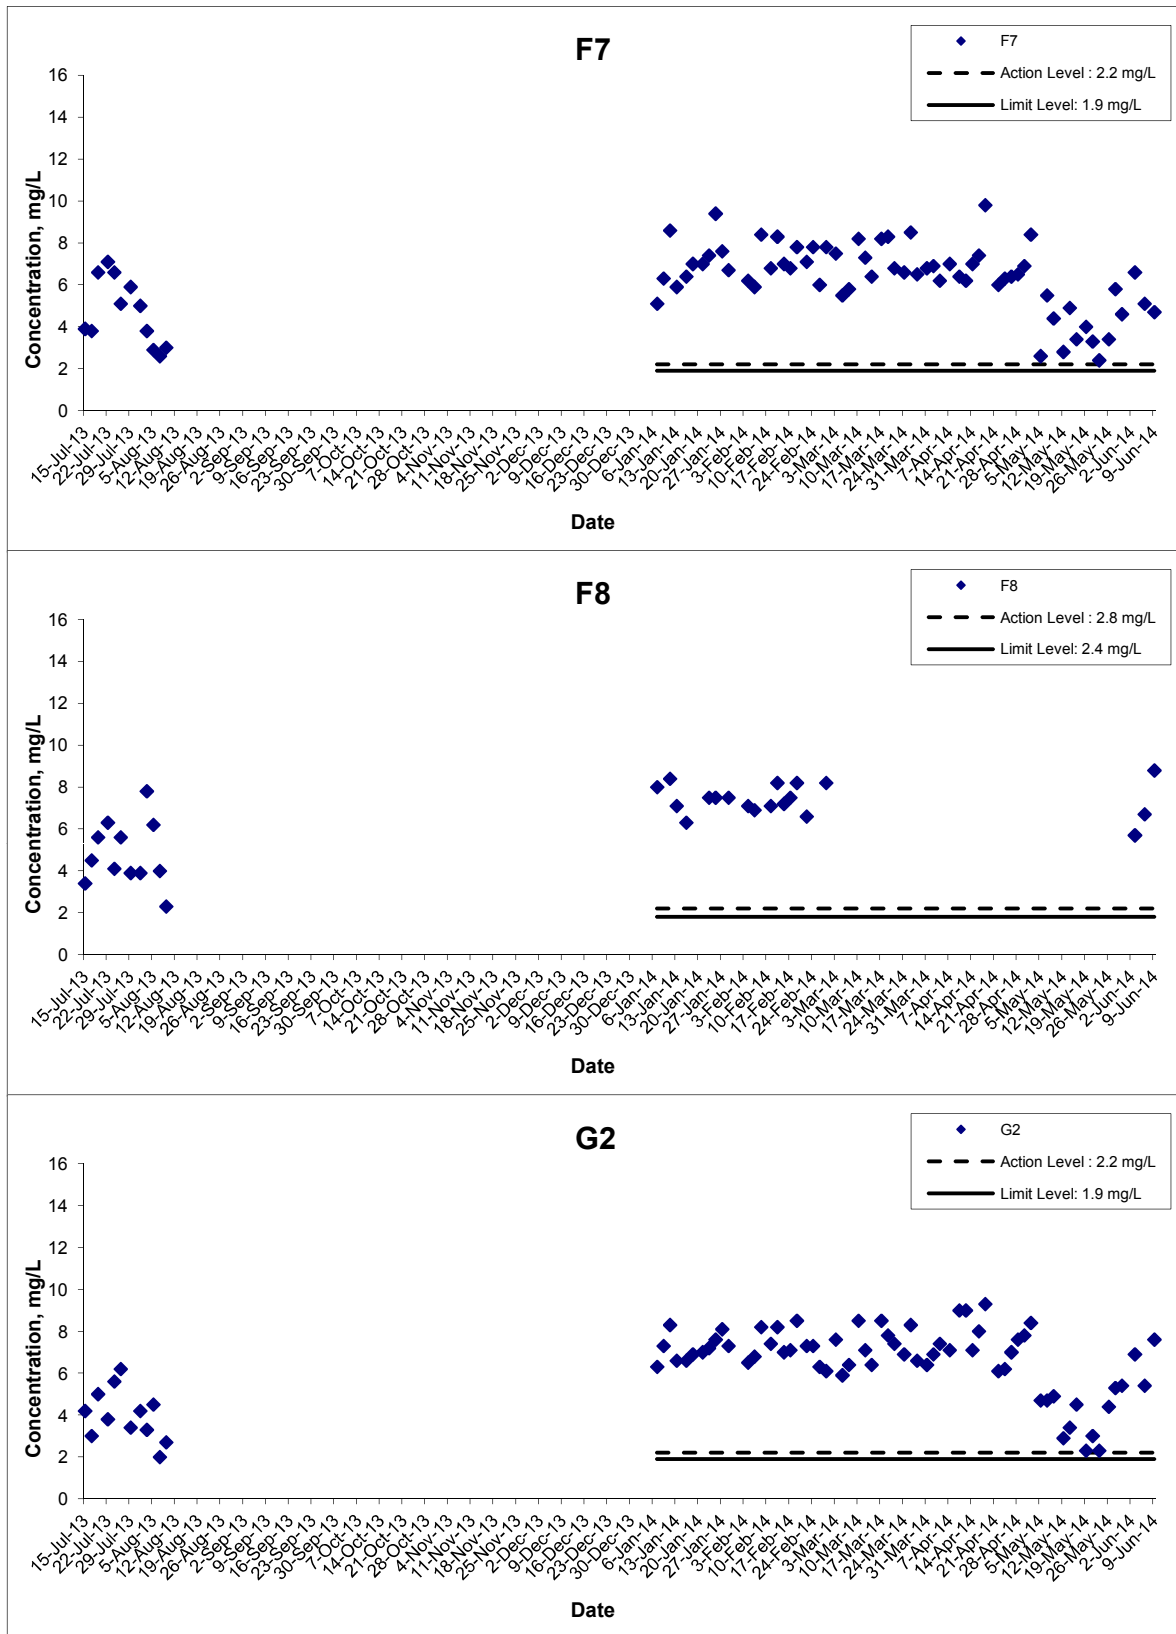 F7
F7
Action Level : 2.2 mg/L
Limit Level: 1.9 mg/L
Concentration, mg/L
16
14
12
10
8
6
4
2
0
15-Jul-13
22-Jul-13
29-Jul-13
5-Aug-13
12-Aug-13
19-Aug-13
26-Aug-13
2-Sep-13
9-Sep-13
16-Sep-13
23-Sep-13
30-Sep-13
7-Oct-13
14-Oct-13
21-Oct-13
28-Oct-13
4-Nov-13
11-Nov-13
18-Nov-13
25-Nov-13
2-Dec-13
9-Dec-13
16-Dec-13
23-Dec-13
30-Dec-13
6-Jan-14
13-Jan-14
20-Jan-14
27-Jan-14
3-Feb-14
10-Feb-14
17-Feb-14
24-Feb-14
3-Mar-14
10-Mar-14
17-Mar-14
24-Mar-14
31-Mar-14
7-Apr-14
14-Apr-14
21-Apr-14
28-Apr-14
5-May-14
12-May-14
19-May-14
26-May-14
2-Jun-14
9-Jun-14
Date
F8
F8
Action Level : 2.8 mg/L
Limit Level: 2.4 mg/L
Concentration, mg/L
16
14
12
10
8
6
4
2
0
15-Jul-13
22-Jul-13
29-Jul-13
5-Aug-13
12-Aug-13
19-Aug-13
26-Aug-13
2-Sep-13
9-Sep-13
16-Sep-13
23-Sep-13
30-Sep-13
7-Oct-13
14-Oct-13
21-Oct-13
28-Oct-13
4-Nov-13
11-Nov-13
18-Nov-13
25-Nov-13
2-Dec-13
9-Dec-13
16-Dec-13
23-Dec-13
30-Dec-13
6-Jan-14
13-Jan-14
20-Jan-14
27-Jan-14
3-Feb-14
10-Feb-14
17-Feb-14
24-Feb-14
3-Mar-14
10-Mar-14
17-Mar-14
24-Mar-14
31-Mar-14
7-Apr-14
14-Apr-14
21-Apr-14
28-Apr-14
5-May-14
12-May-14
19-May-14
26-May-14
2-Jun-14
9-Jun-14
Date
G2
G2
Action Level : 2.2 mg/L
Limit Level: 1.9 mg/L
Concentration, mg/L
16
14
12
10
8
6
4
2
0
15-Jul-13
22-Jul-13
29-Jul-13
5-Aug-13
12-Aug-13
19-Aug-13
26-Aug-13
2-Sep-13
9-Sep-13
16-Sep-13
23-Sep-13
30-Sep-13
7-Oct-13
14-Oct-13
21-Oct-13
28-Oct-13
4-Nov-13
11-Nov-13
18-Nov-13
25-Nov-13
2-Dec-13
9-Dec-13
16-Dec-13
23-Dec-13
30-Dec-13
6-Jan-14
13-Jan-14
20-Jan-14
27-Jan-14
3-Feb-14
10-Feb-14
17-Feb-14
24-Feb-14
3-Mar-14
10-Mar-14
17-Mar-14
24-Mar-14
31-Mar-14
7-Apr-14
14-Apr-14
21-Apr-14
28-Apr-14
5-May-14
12-May-14
19-May-14
26-May-14
2-Jun-14
9-Jun-14
Date